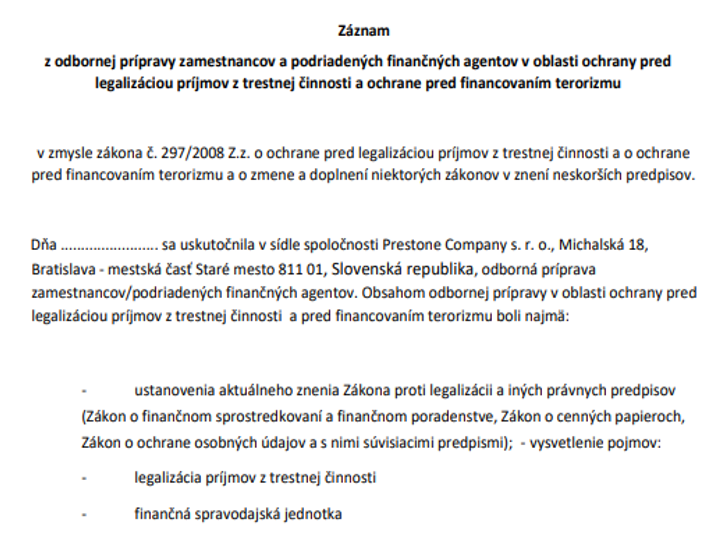 Záznam
z odbornej prípravy zamestnancov a podriadených finančných agentov v oblasti ochrany pred
legalizáciou príjmov z trestnej činnosti a ochrane pred financovaním terorizmu
v zmysle zákona č. 297/2008 Z.z. o ochrane pred legalizáciou príjmov z trestnej činnosti a o ochrane
pred financovaním terorizmu a o zmene a doplnení niektorých zákonov v znení neskorších predpisov.
Dňa ........................ sa uskutočnila v sídle spoločnosti Prestone Company s. r. o., Michalská 18,
Bratislava - mestská časť Staré mesto 811 01, Slovenská republika, odborná príprava
zamestnancov/podriadených finančných agentov. Obsahom odbornej prípravy v oblasti ochrany pred
legalizáciou príjmov z trestnej činnosti a pred financovaním terorizmu boli najmä:
- ustanovenia aktuálneho znenia Zákona proti legalizácii a iných právnych predpisov
(Zákon o finančnom sprostredkovaní a finančnom poradenstve, Zákon o cenných papieroch,
Zákon o ochrane osobných údajov a s nimi súvisiacimi predpismi); - vysvetlenie pojmov:
- legalizácia príjmov z trestnej činnosti
- finančná spravodajská jednotka